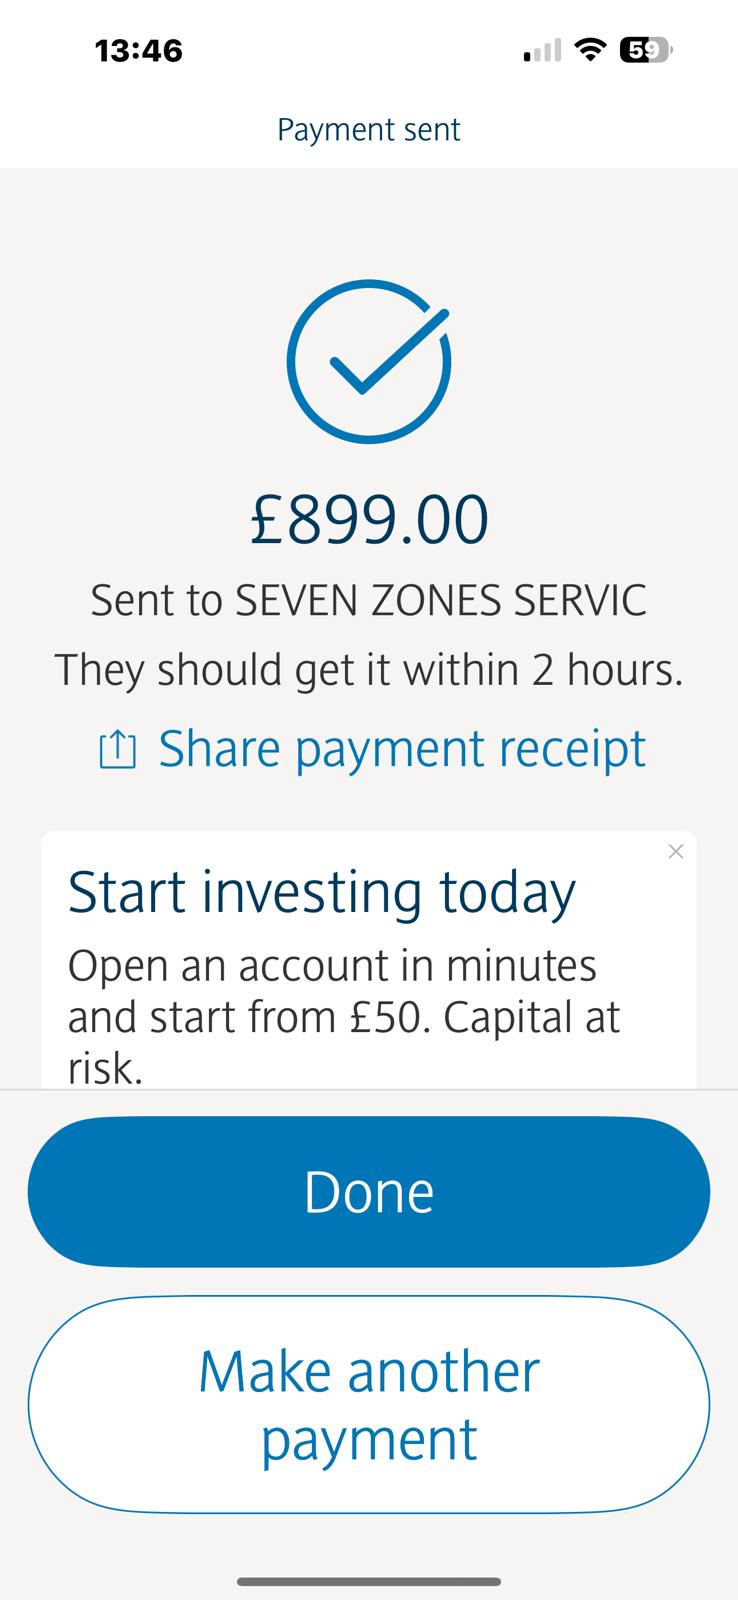 13:46
59
Payment sent
£899.00
Sent to SEVEN ZONES SERVIC
They should get it within 2 hours.
Share payment receipt
Start investing today
Open an account in minutes
and start from £50. Capital at
risk.
Done
Make another
payment